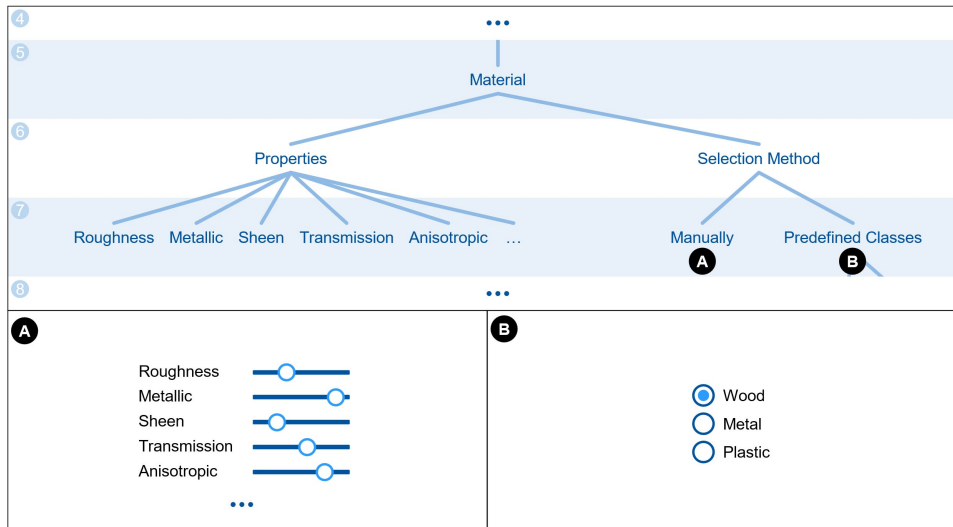 4
•••
5
Material
6
Properties Selection Method
7
Roughness Metallic Sheen Transmission Anisotropic ... Manually Predefined Classes
A B
8
•••
A
Roughness
Metallic
Sheen
Transmission
Anisotropic
•••
B
Wood
Metal
Plastic